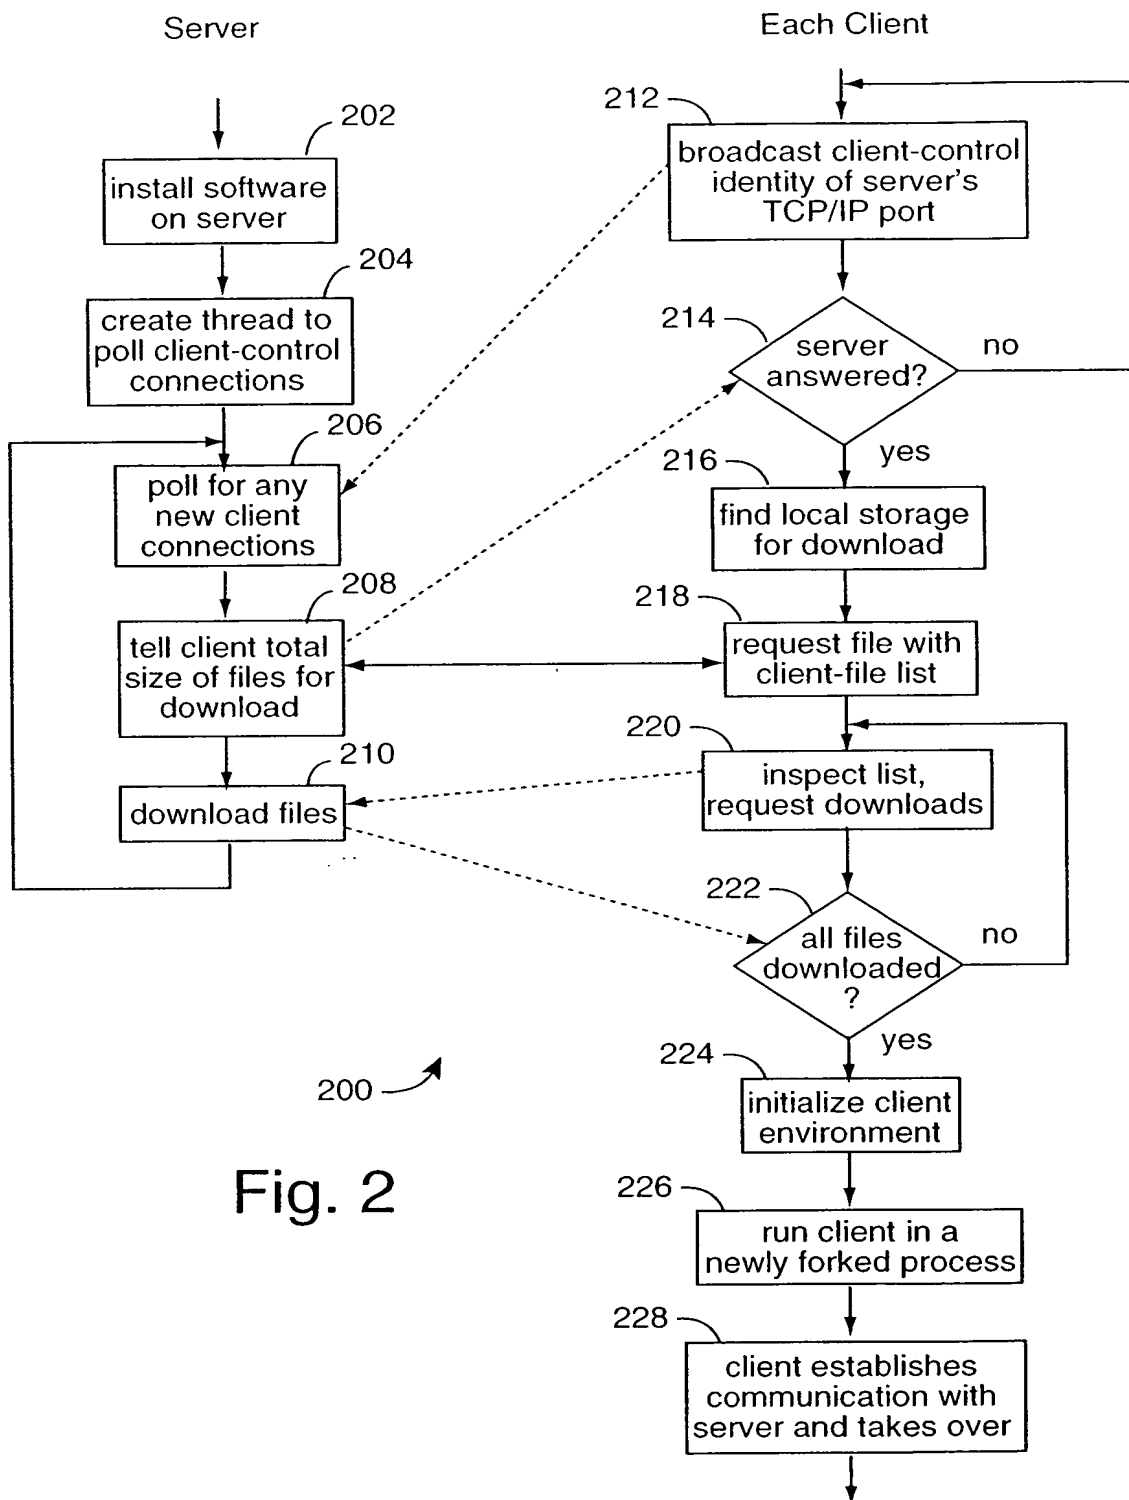 Server
202
install software
on server
204
create thread to
poll client-control
connections
206
poll for any
new client
connections
208
tell client total
size of files for
download
210
download files
Each Client
212
broadcast client-control
identity of server's
TCP/IP port
214
server
answered?
no
yes
216
find local storage
for download
218
request file with
client-file list
220
inspect list,
request downloads
222
all files
downloaded
?
no
yes
224
initialize client
environment
226
run client in a
newly forked process
228
client establishes
communication with
server and takes over
200
Fig. 2